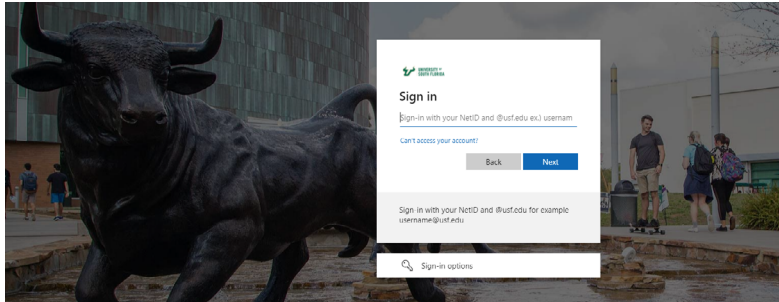 UNIVERSITY OF
SOUTH FLORIDA
Sign in
Sign-in with your NetID and @usf.edu ex.) usernam
Can't access your account?
Back
Next
Sign-in with your NetID and @usf.edu for example
username@usf.edu
Sign-in options